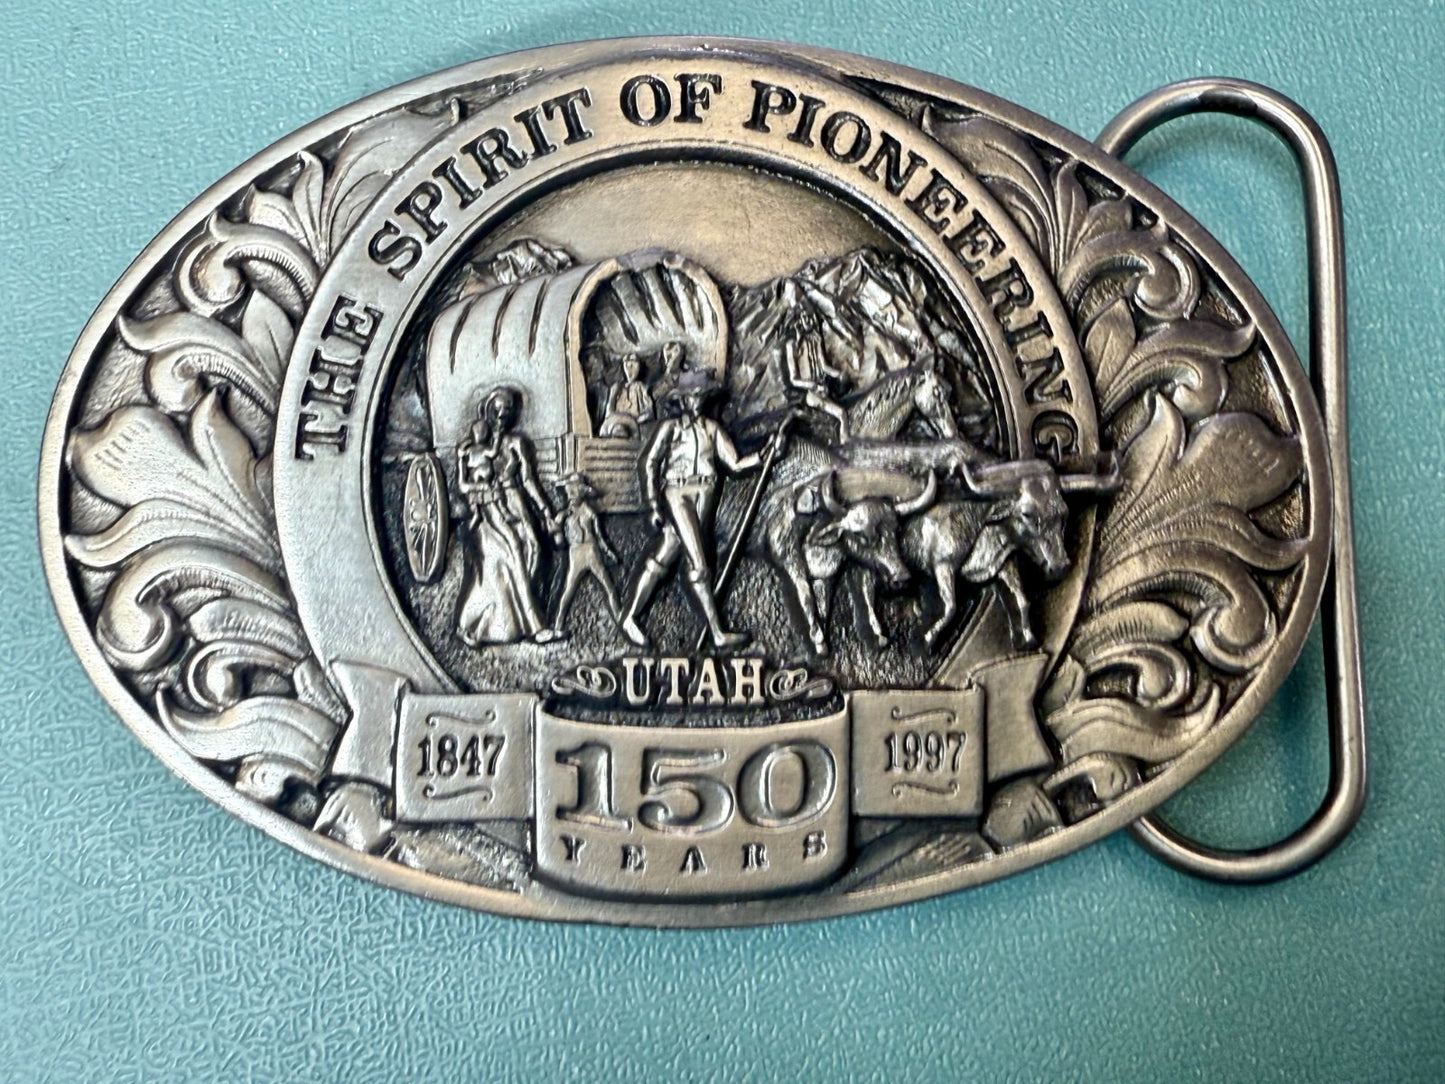 THE SPIRIT OF PIONEERING
UTAH
1847 150 1997
YEARS